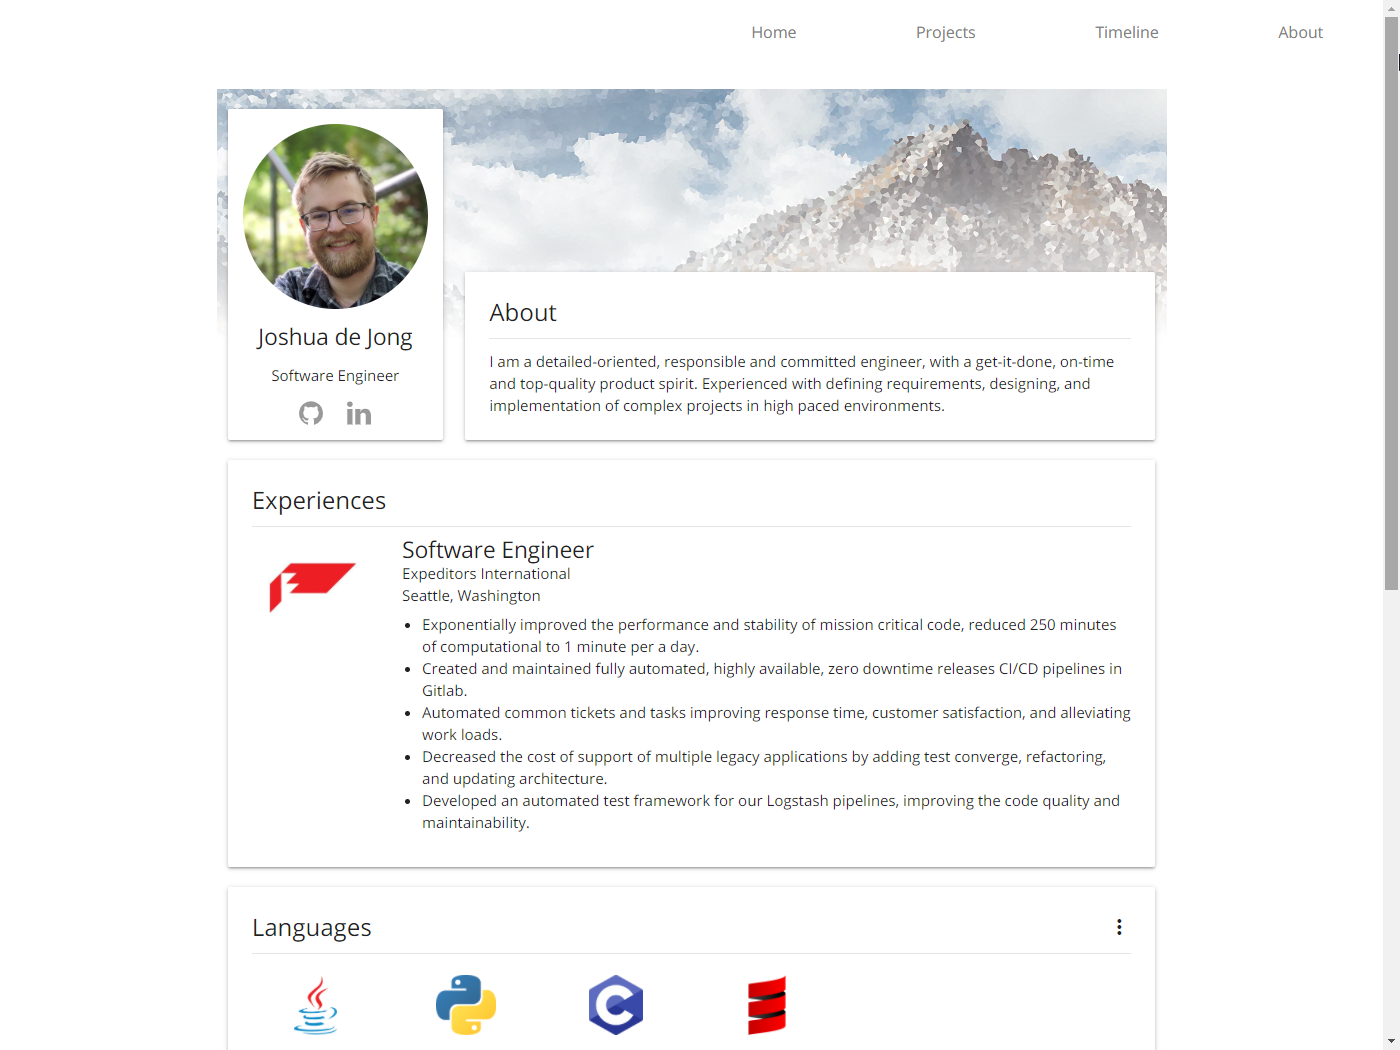 Home Projects Timeline About
Joshua de Jong
Software Engineer
About
I am a detailed-oriented, responsible and committed engineer, with a get-it-done, on-time
and top-quality product spirit. Experienced with defining requirements, designing, and
implementation of complex projects in high paced environments.
Experiences
Software Engineer
Expeditors International
Seattle, Washington
Exponentially improved the performance and stability of mission critical code, reduced 250 minutes
of computational to 1 minute per a day.
Created and maintained fully automated, highly available, zero downtime releases CI/CD pipelines in
Gitlab.
Automated common tickets and tasks improving response time, customer satisfaction, and alleviating
work loads.
Decreased the cost of support of multiple legacy applications by adding test converge, refactoring,
and updating architecture.
Developed an automated test framework for our Logstash pipelines, improving the code quality and
maintainability.
Languages